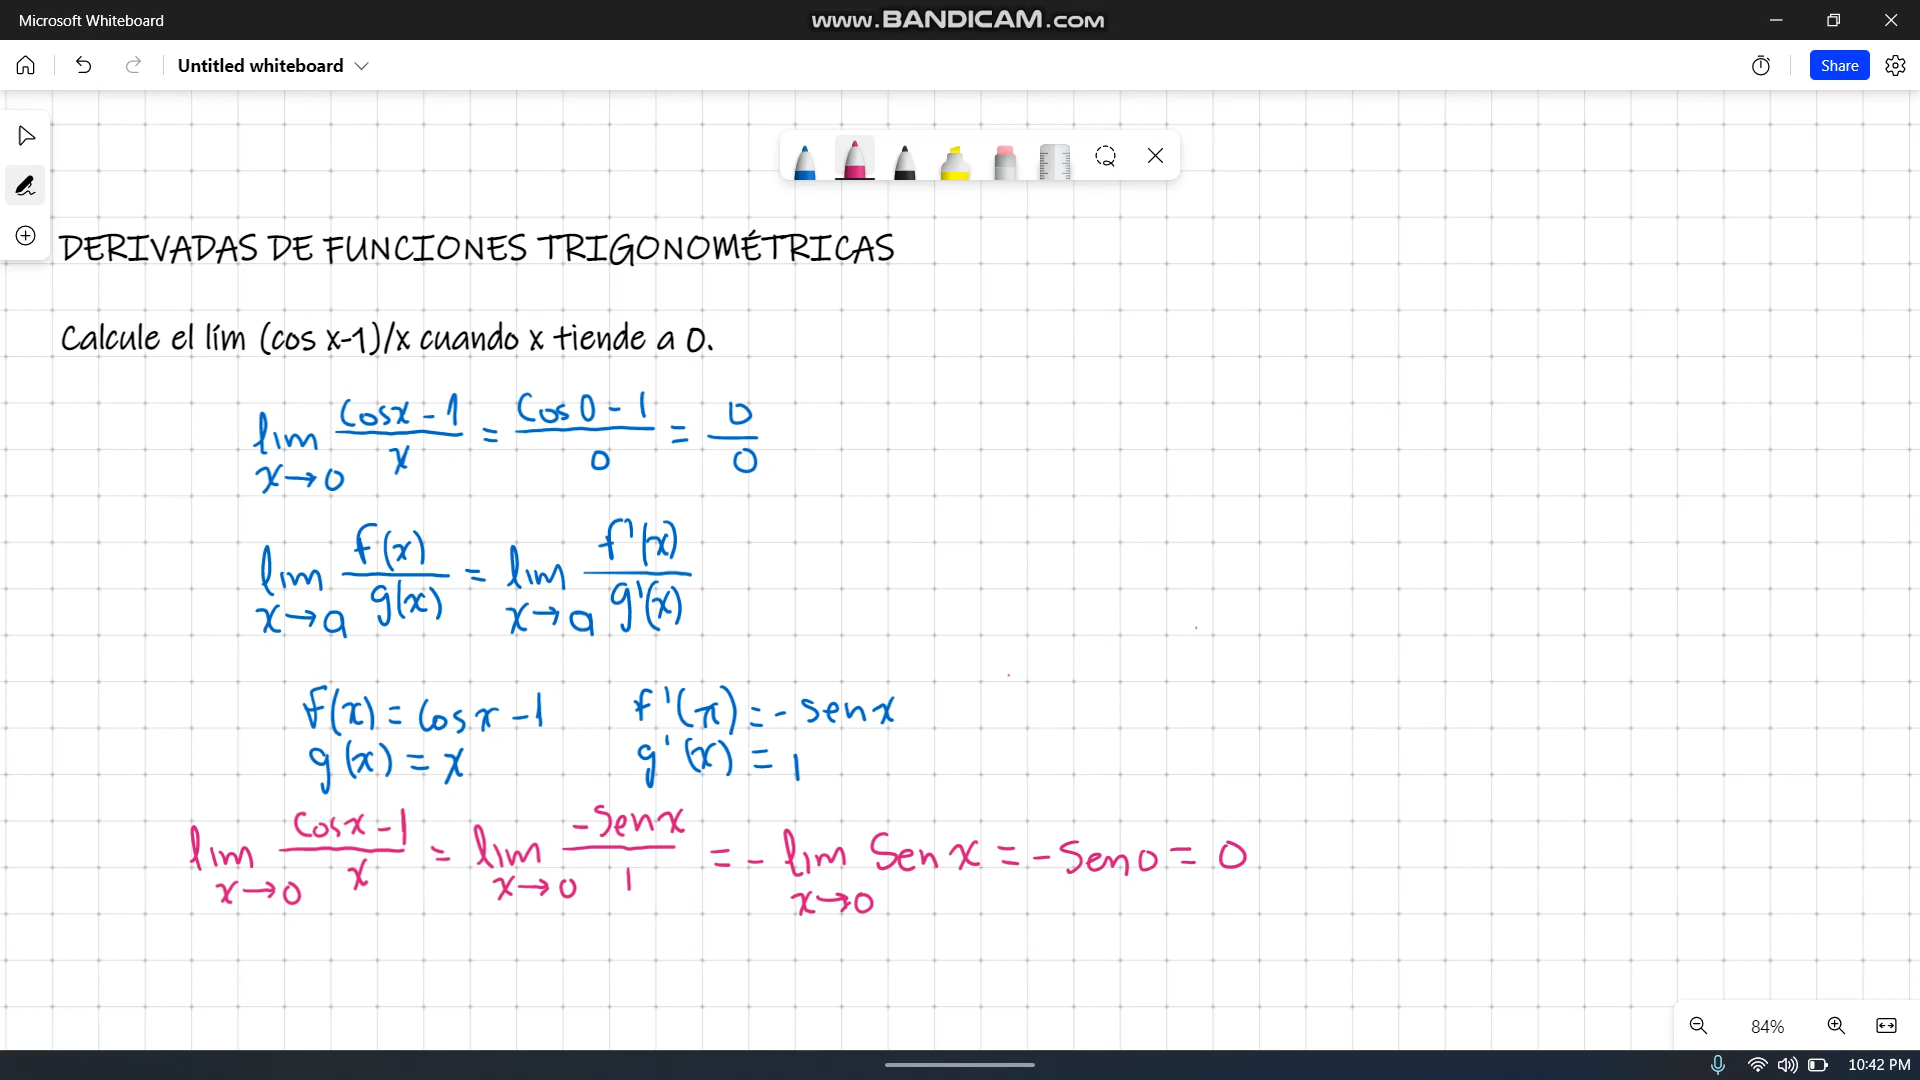 Microsoft Whiteboard
www.BANDICAM.com
Untitled whiteboard
Share
DERIVADAS DE FUNCIONES TRIGONOMÉTRICAS
Calcule el lím (cos x-1)/x cuando x tiende a 0.
lim x→0 (cosx - 1)/x = (cos 0 - 1)/0 = 0/0
lim x→a f(x)/g(x) = lim x→a f'(x)/g'(x)
f(x) = cos x - 1 f'(x) = - sen x
g(x) = x g'(x) = 1
lim x→0 (cosx - 1)/x = lim x→0 (-sen x)/1 = - lim x→0 sen x = - sen 0 = 0
84%
10:42 PM